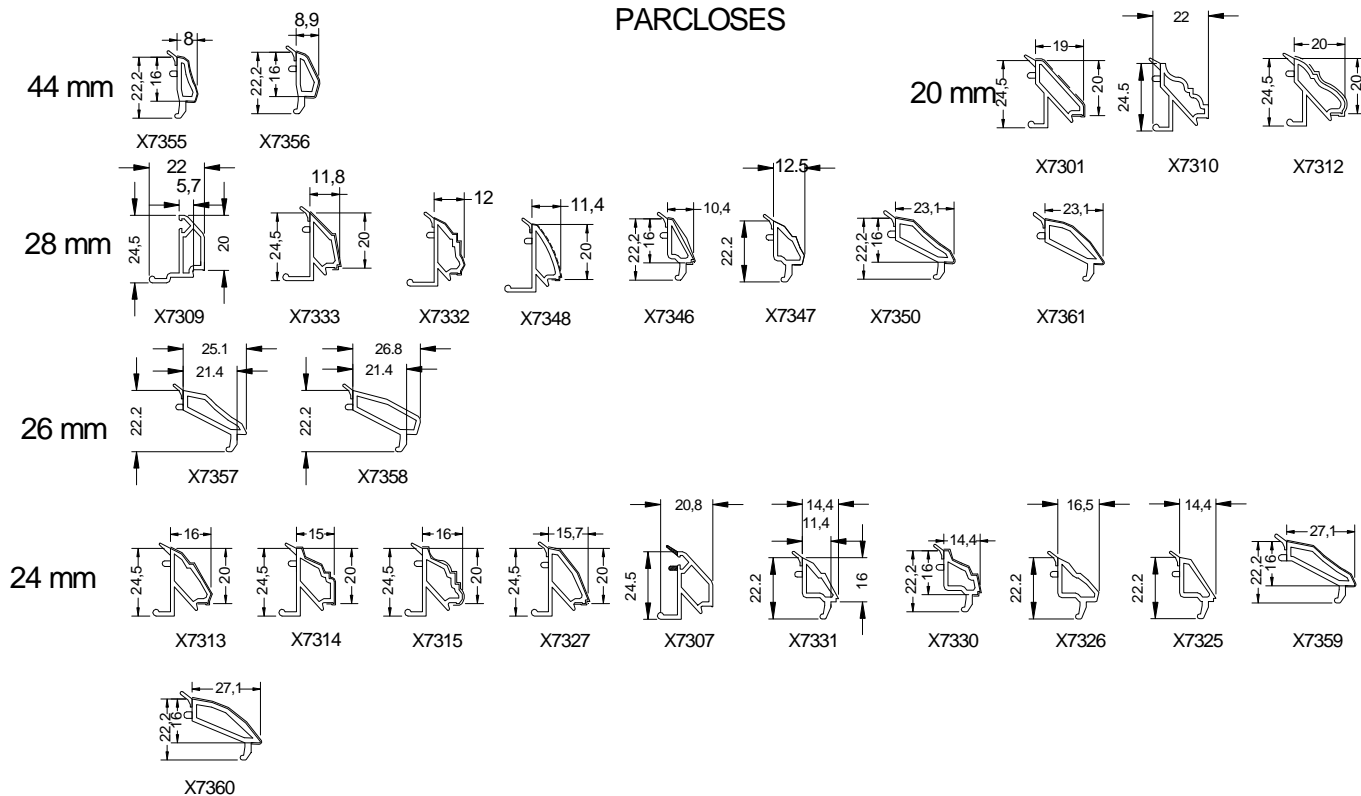 PARCLOSES
44 mm
8
22,2
16
X7355
8,9
22,2
16
X7356
20 mm
19
24,5
20
X7301
22
24.5
X7310
20
24,5
20
X7312
28 mm
22
5,7
24,5
20
X7309
11,8
24,5
20
X7333
12
X7332
11,4
20
X7348
10,4
22,2
16
X7346
12.5
22.2
X7347
23,1
22,2
16
X7350
23,1
X7361
26 mm
25.1
21.4
22.2
X7357
26.8
21.4
22.2
X7358
24 mm
16
24,5
20
X7313
15
24,5
20
X7314
16
24,5
20
X7315
15,7
24,5
20
X7327
20,8
24.5
X7307
14,4
11,4
22.2
16
X7331
14,4
22,2
16
X7330
16,5
22.2
X7326
14,4
22.2
X7325
27,1
22,2
16
X7359
27,1
22,2
16
X7360